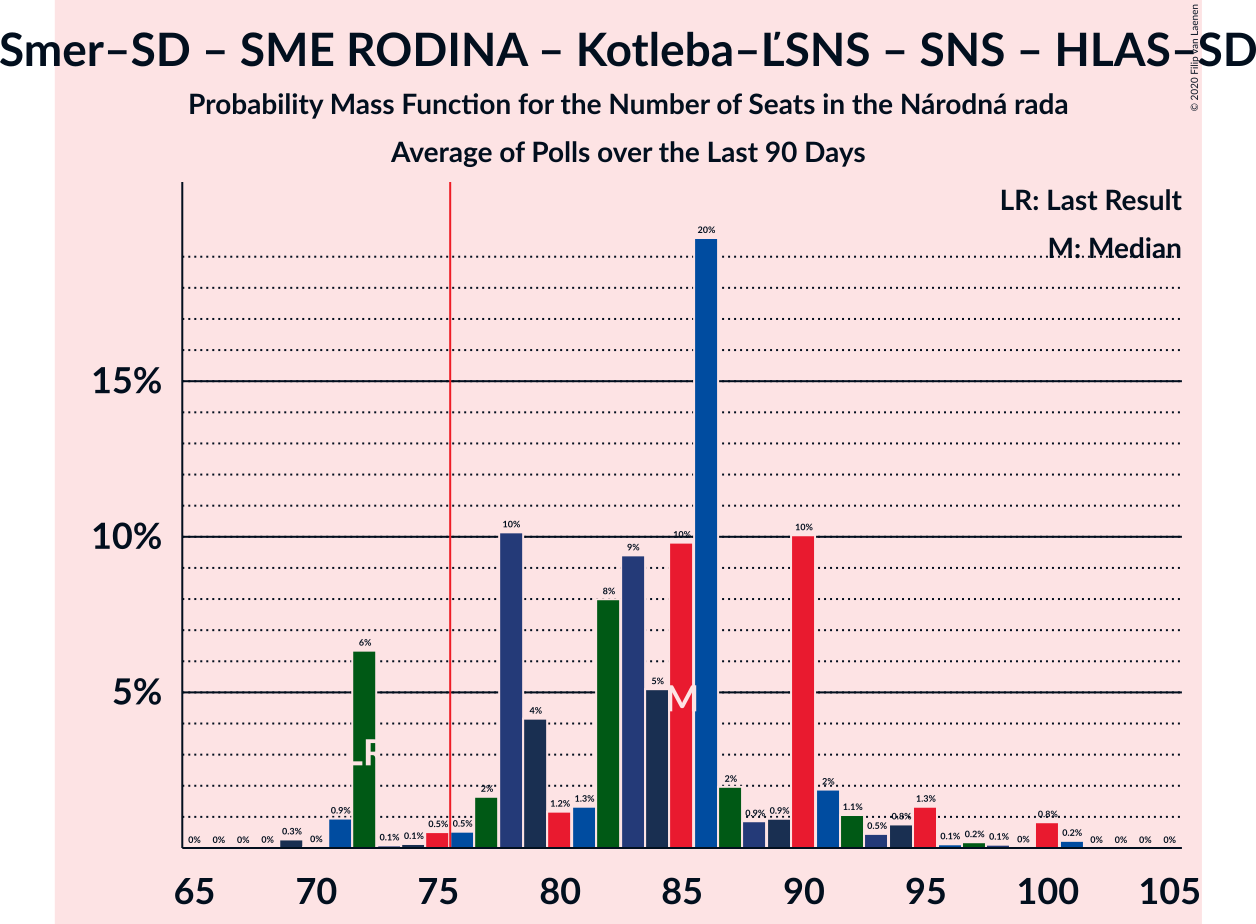 Smer–SD – SME RODINA – Kotleba–ĽSNS – SNS – HLAS–SD
© 2020 Filip van Laenen
Probability Mass Function for the Number of Seats in the Národná rada
Average of Polls over the Last 90 Days
LR: Last Result
M: Median
15%
10%
5%
0% 0% 0% 0% 0.3% 0% 0.9% 6% 0.1% 0.1% 0.5% 0.5% 2% 10% 4% 1.2% 1.3% 8% 9% 5% 10% 20% 2% 0.9% 0.9% 10% 2% 1.1% 0.5% 0.8% 1.3% 0.1% 0.2% 0.1% 0% 0.8% 0.2% 0% 0% 0% 0%
LR
M
65 70 75 80 85 90 95 100 105